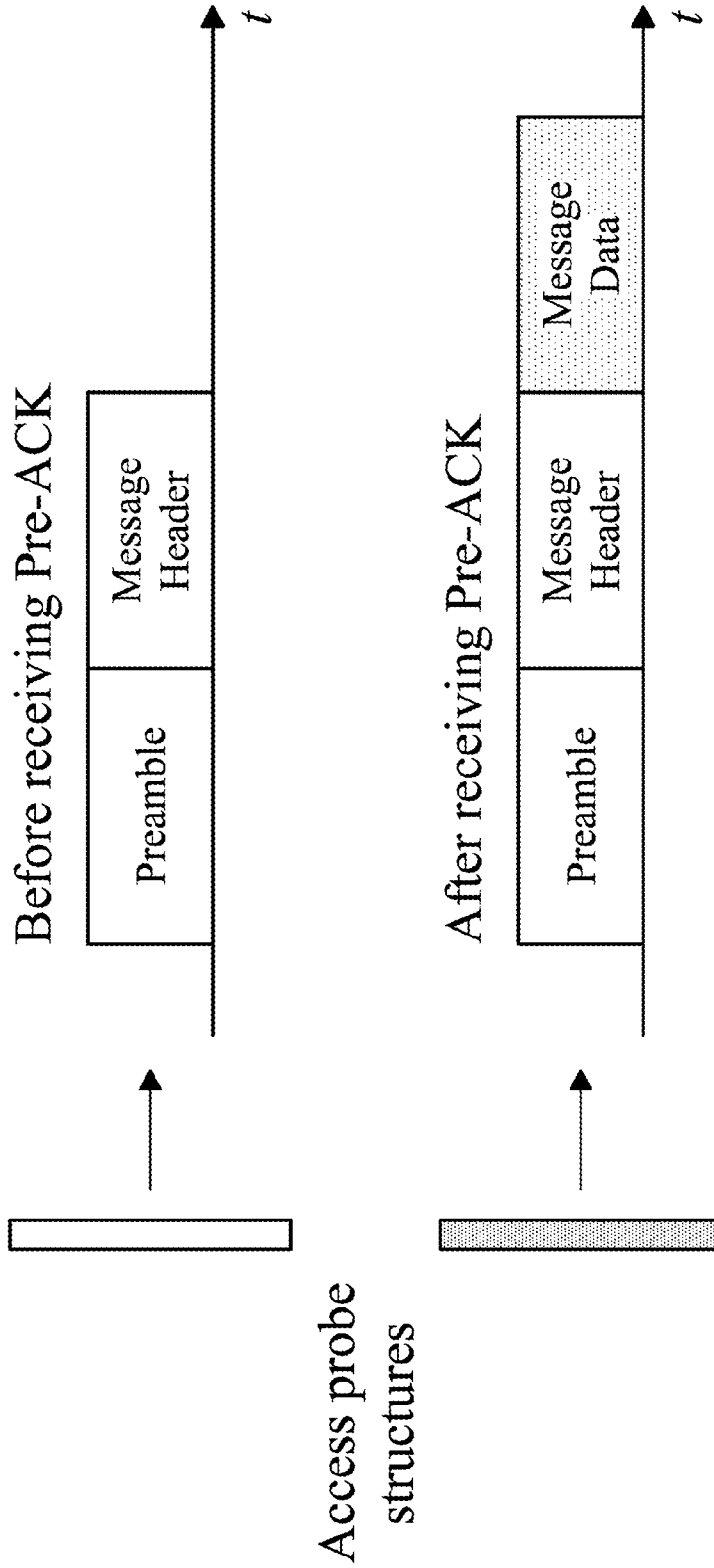 Before receiving Pre-ACK
Preamble
Message
Header
t
Access probe
structures
After receiving Pre-ACK
Preamble
Message
Header
Message
Data
t